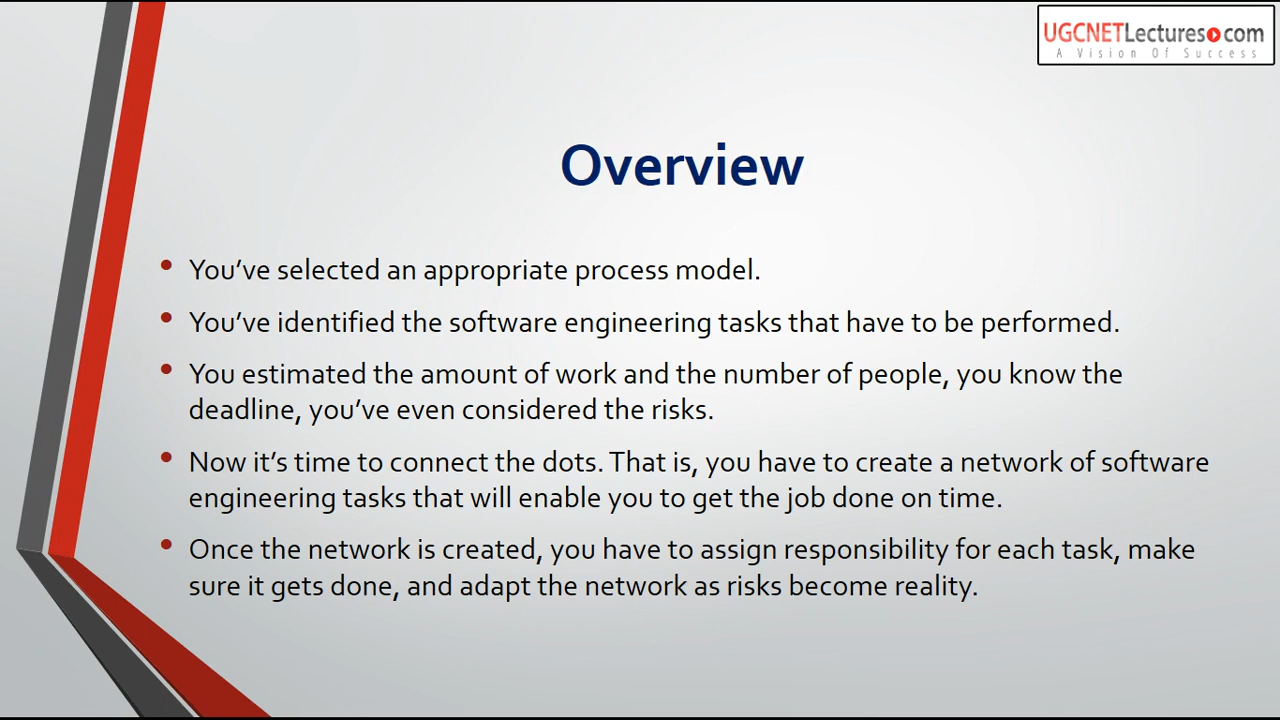 UGCNETLectures.com
A Vision Of Success
Overview
• You’ve selected an appropriate process model.
• You’ve identified the software engineering tasks that have to be performed.
• You estimated the amount of work and the number of people, you know the
deadline, you’ve even considered the risks.
• Now it’s time to connect the dots. That is, you have to create a network of software
engineering tasks that will enable you to get the job done on time.
• Once the network is created, you have to assign responsibility for each task, make
sure it gets done, and adapt the network as risks become reality.